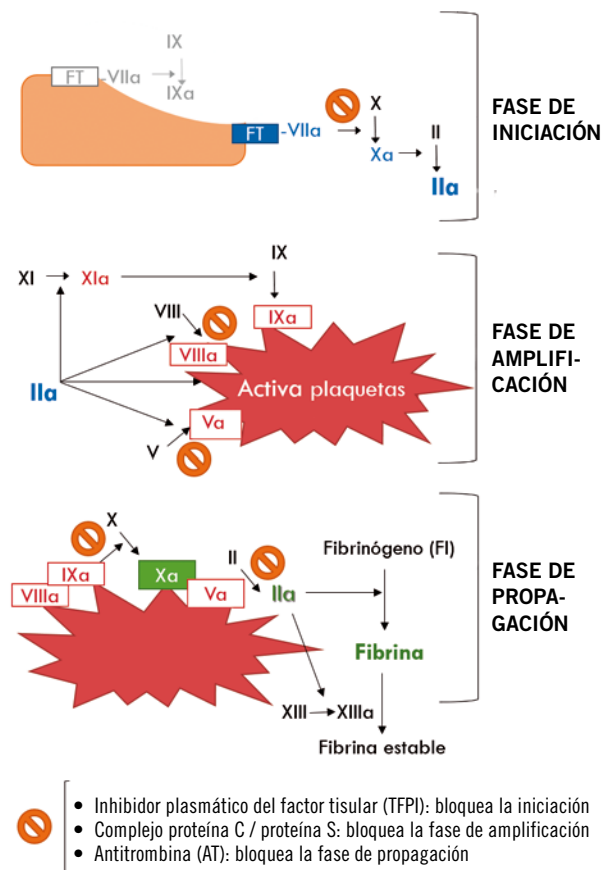 IX
FT
-VIIa
IXa
FT
-VIIa
X
Xa
II
IIa
FASE DE
INICIACIÓN
XI
XIa
IX
IXa
VIII
VIIIa
IIa
Activa plaquetas
Va
V
FASE DE
AMPLIFI-
CACIÓN
X
IXa
VIIIa
Xa
Va
II
IIa
Fibrinógeno (FI)
Fibrina
XIII
XIIIa
Fibrina estable
FASE DE
PROPA-
GACIÓN
• Inhibidor plasmático del factor tisular (TFPI): bloquea la iniciación
• Complejo proteína C / proteína S: bloquea la fase de amplificación
• Antitrombina (AT): bloquea la fase de propagación